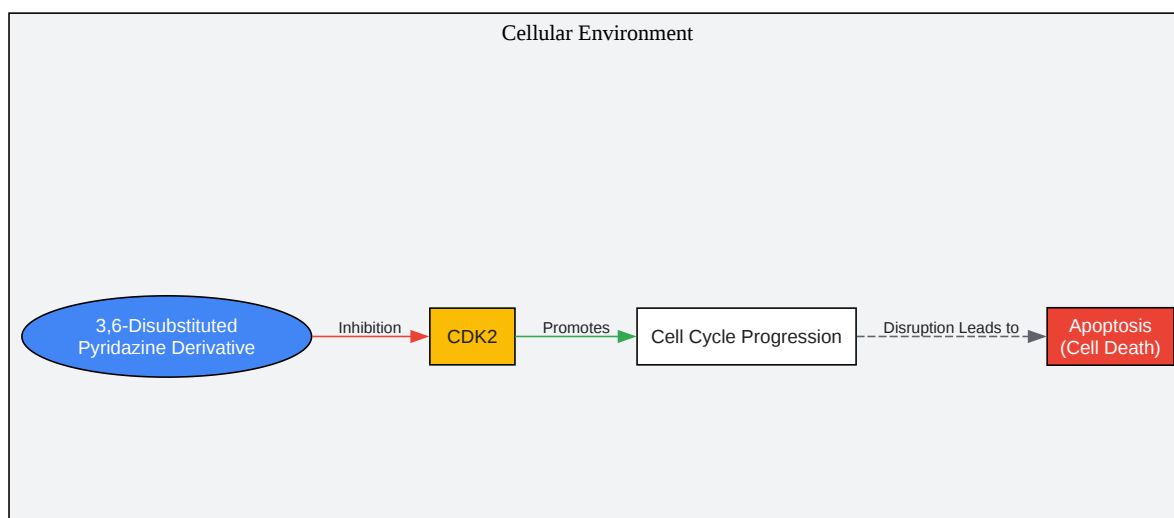 Cellular Environment
3,6-Disubstituted
Pyridazine Derivative
Inhibition
CDK2
Promotes
Cell Cycle Progression
Disruption Leads to
Apoptosis
(Cell Death)